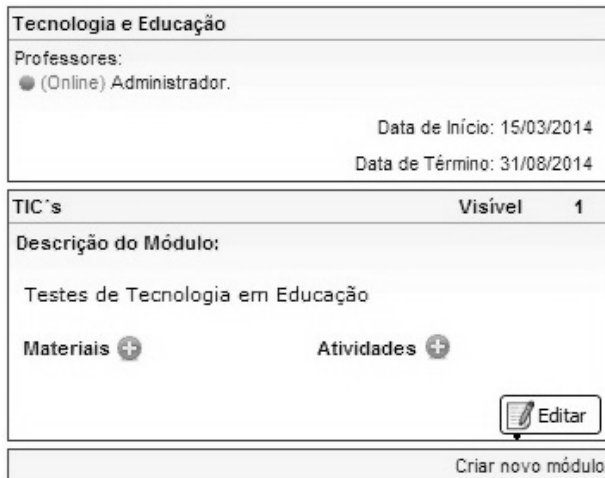 Tecnologia e Educação
Professores:
(Online) Administrador.
Data de Início: 15/03/2014
Data de Término: 31/08/2014
TIC´s Visível 1
Descrição do Módulo:
Testes de Tecnologia em Educação
Materiais Atividades
Editar
Criar novo módulo